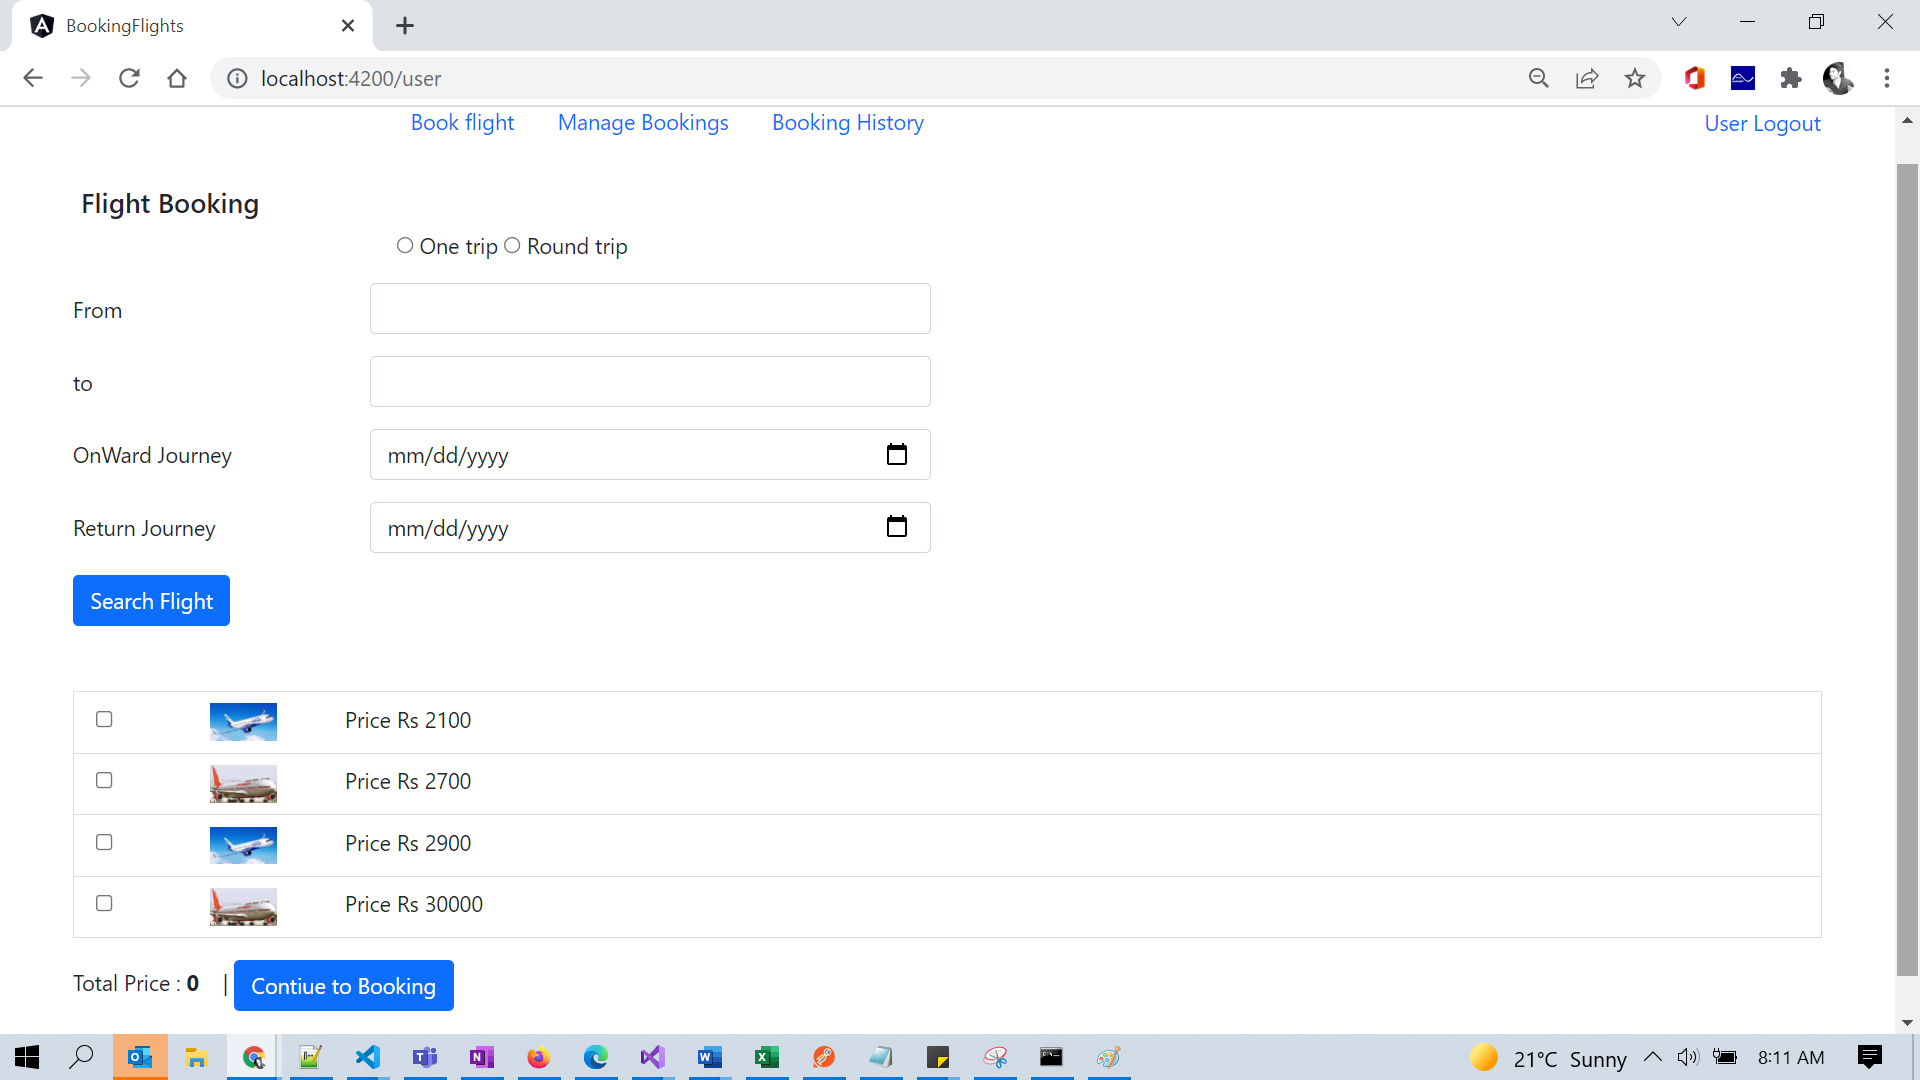 BookingFlights
localhost:4200/user
Book flight Manage Bookings Booking History User Logout
Flight Booking
One trip Round trip
From
to
OnWard Journey mm/dd/yyyy
Return Journey mm/dd/yyyy
Search Flight
Price Rs 2100
Price Rs 2700
Price Rs 2900
Price Rs 30000
Total Price : 0 | Contiue to Booking
21°C Sunny 8:11 AM